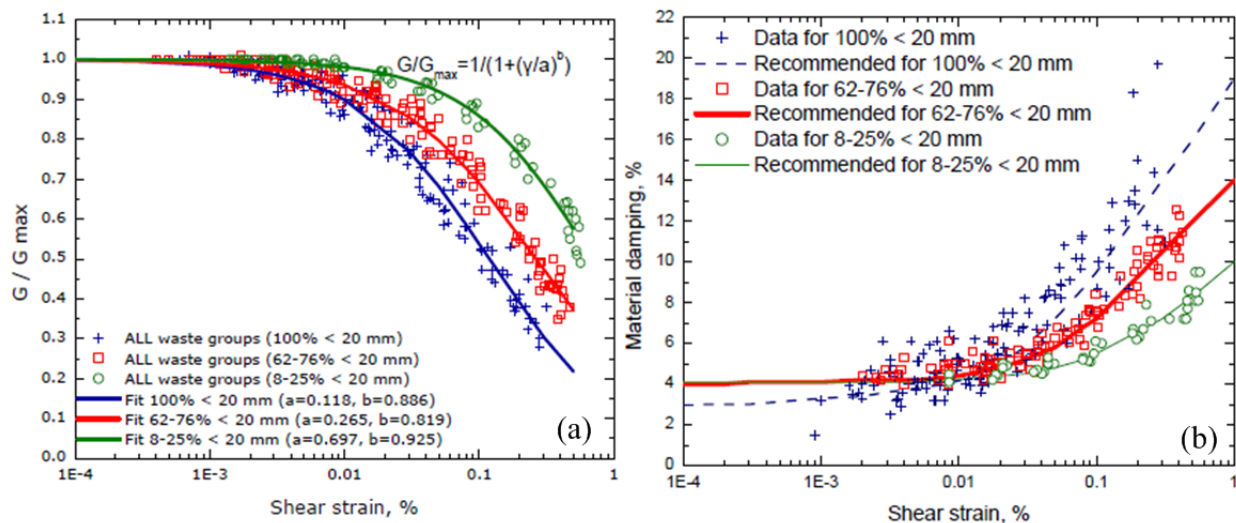 1.1
1.0
0.9
0.8
0.7
0.6
0.5
0.4
0.3
0.2
0.1
0.0
G / G max
G/Gmax=1/(1+(γ/a)^b)
ALL waste groups (100% < 20 mm)
ALL waste groups (62-76% < 20 mm)
ALL waste groups (8-25% < 20 mm)
Fit 100% < 20 mm (a=0.118, b=0.886)
Fit 62-76% < 20 mm (a=0.265, b=0.819)
Fit 8-25% < 20 mm (a=0.697, b=0.925)
(a)
1E-4 1E-3 0.01 0.1 1
Shear strain, %
22
20
18
16
14
12
10
8
6
4
2
0
Material damping, %
Data for 100% < 20 mm
Recommended for 100% < 20 mm
Data for 62-76% < 20 mm
Recommended for 62-76% < 20 mm
Data for 8-25% < 20 mm
Recommended for 8-25% < 20 mm
(b)
1E-4 1E-3 0.01 0.1 1
Shear strain, %